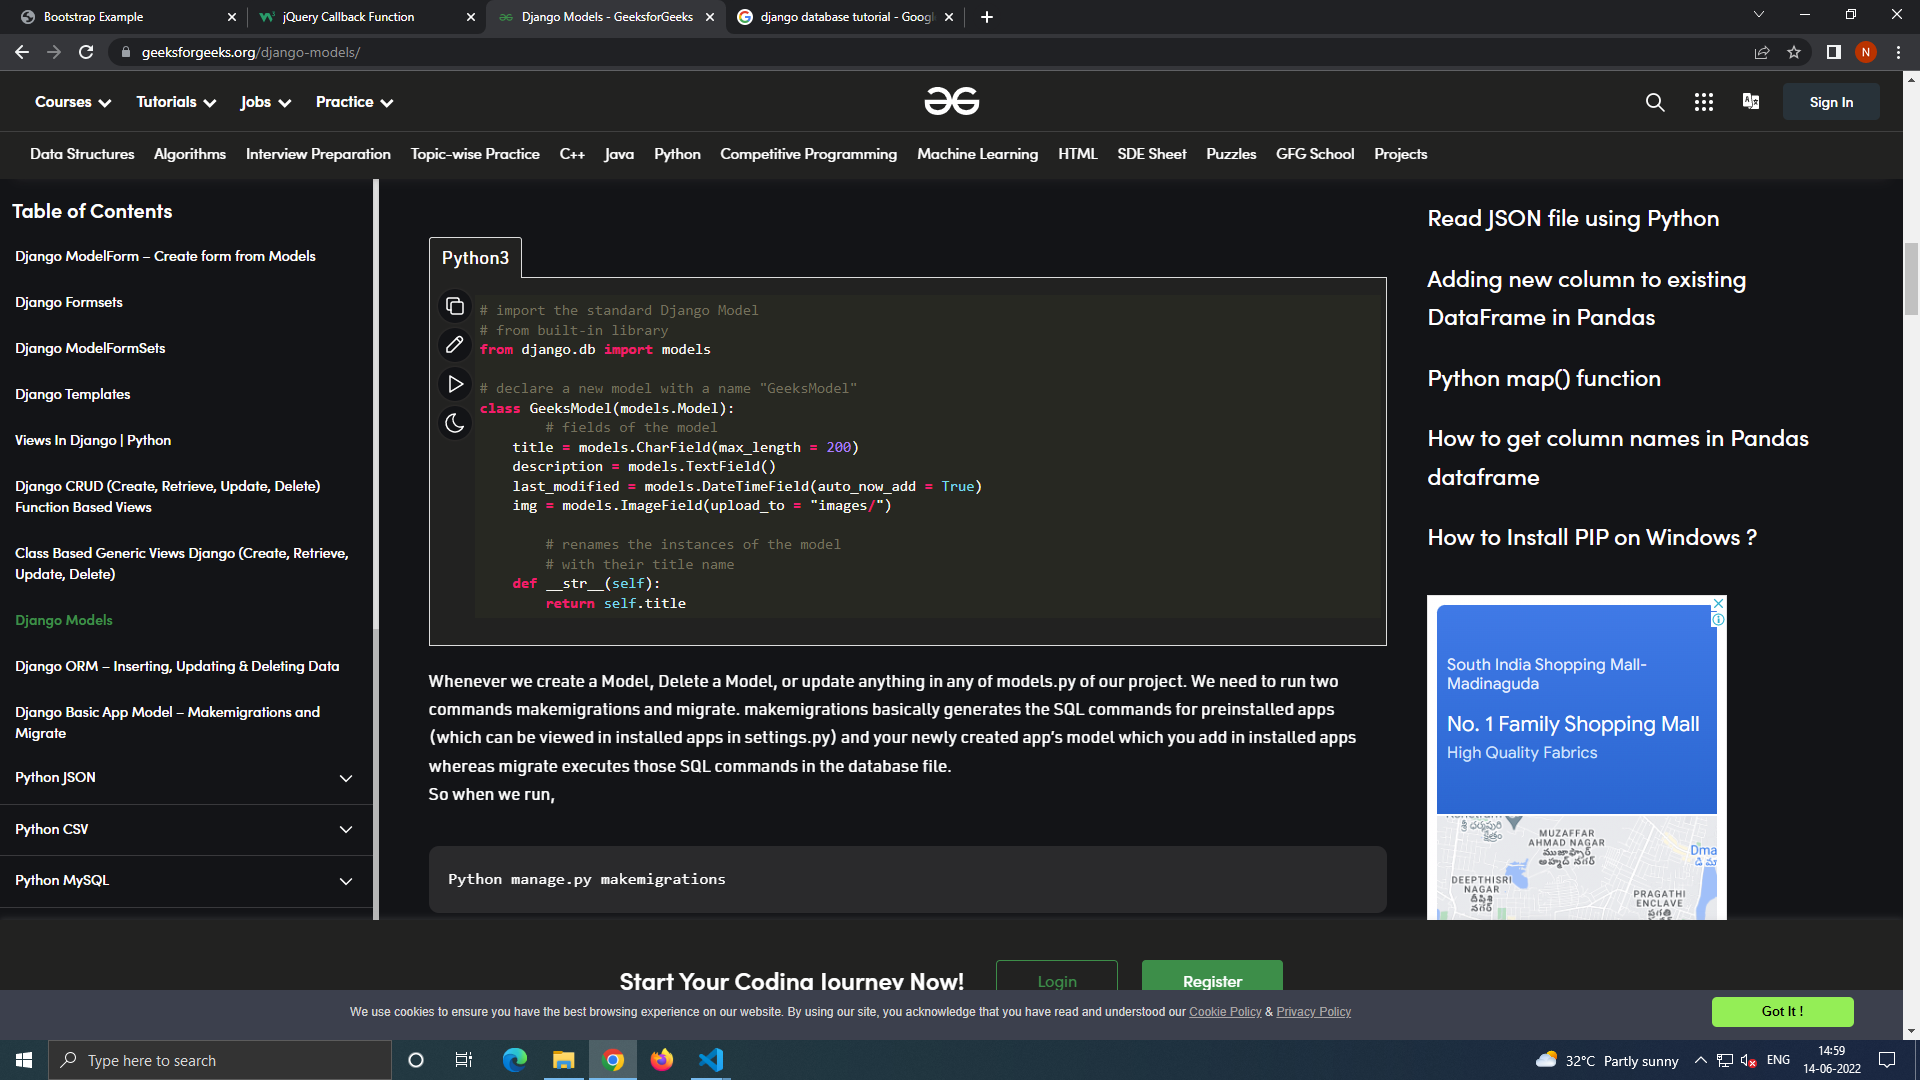 Bootstrap Example
jQuery Callback Function
Django Models - GeeksforGeeks
django database tutorial - Googl
geeksforgeeks.org/django-models/
N
Courses
Tutorials
Jobs
Practice
Sign In
Data Structures
Algorithms
Interview Preparation
Topic-wise Practice
C++
Java
Python
Competitive Programming
Machine Learning
HTML
SDE Sheet
Puzzles
GFG School
Projects
Table of Contents
Django ModelForm – Create form from Models
Django Formsets
Django ModelFormSets
Django Templates
Views In Django | Python
Django CRUD (Create, Retrieve, Update, Delete)
Function Based Views
Class Based Generic Views Django (Create, Retrieve,
Update, Delete)
Django Models
Django ORM – Inserting, Updating & Deleting Data
Django Basic App Model – Makemigrations and
Migrate
Python JSON
Python CSV
Python MySQL
Python3
# import the standard Django Model
# from built-in library
from django.db import models
# declare a new model with a name "GeeksModel"
class GeeksModel(models.Model):
# fields of the model
title = models.CharField(max_length = 200)
description = models.TextField()
last_modified = models.DateTimeField(auto_now_add = True)
img = models.ImageField(upload_to = "images/")
# renames the instances of the model
# with their title name
def __str__(self):
return self.title
Whenever we create a Model, Delete a Model, or update anything in any of models.py of our project. We need to run two
commands makemigrations and migrate. makemigrations basically generates the SQL commands for preinstalled apps
(which can be viewed in installed apps in settings.py) and your newly created app's model which you add in installed apps
whereas migrate executes those SQL commands in the database file.
So when we run,
Python manage.py makemigrations
Read JSON file using Python
Adding new column to existing
DataFrame in Pandas
Python map() function
How to get column names in Pandas
dataframe
How to Install PIP on Windows ?
South India Shopping Mall-
Madinaguda
No. 1 Family Shopping Mall
High Quality Fabrics
MUZAFFAR
AHMAD NAGAR
ముజాఫ్ఫార్
అహ్మద్ నగర్
Dma
డి మా
DEEPTHISRI
NAGAR
దీప్తిశ్రీ
నగర్
PRAGATHI
ENCLAVE
ప్రగతి
Start Your Coding Journey Now!
Login
Register
We use cookies to ensure you have the best browsing experience on our website. By using our site, you acknowledge that you have read and understood our Cookie Policy & Privacy Policy
Got It !
Type here to search
32°C Partly sunny
ENG
14:59
14-06-2022